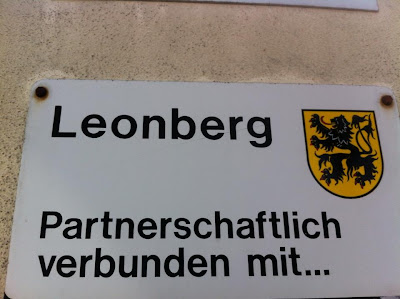 Leonberg
Partnerschaftlich
verbunden mit...